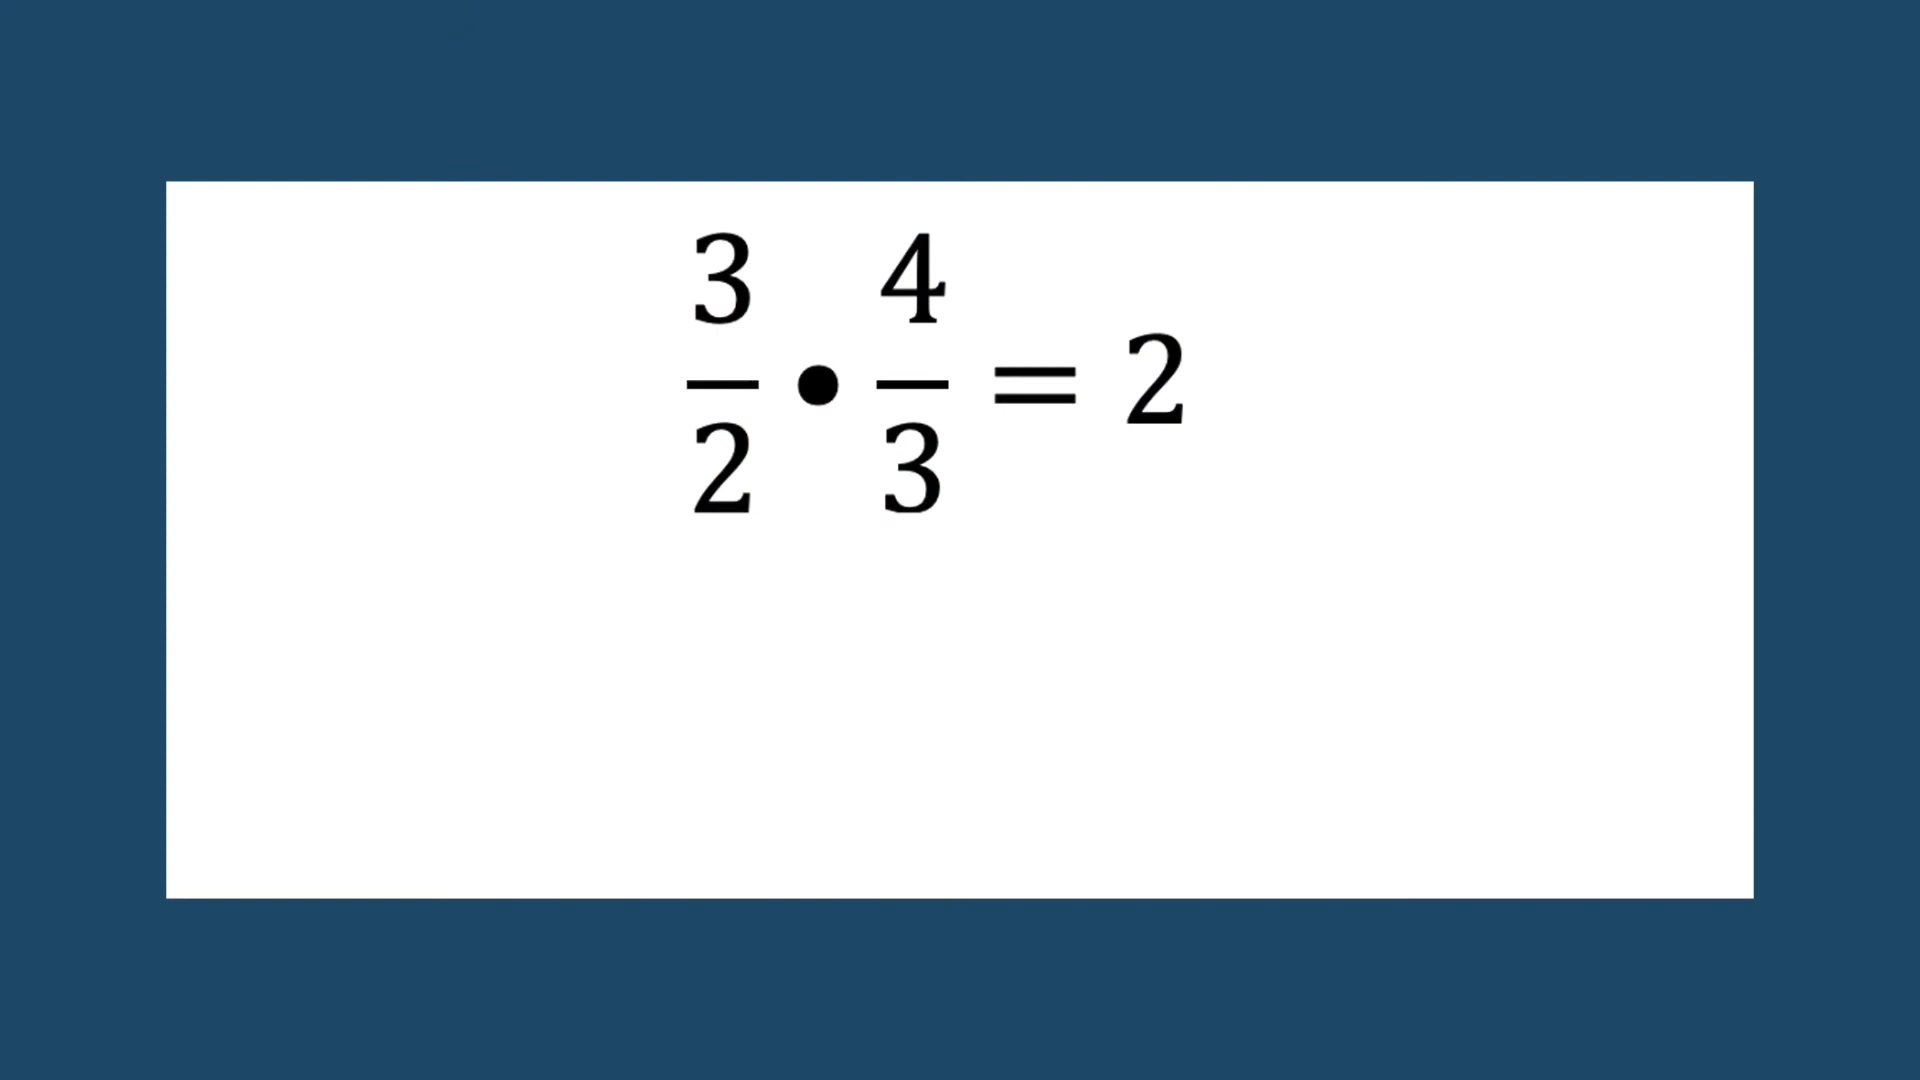 3/2 • 4/3 = 2